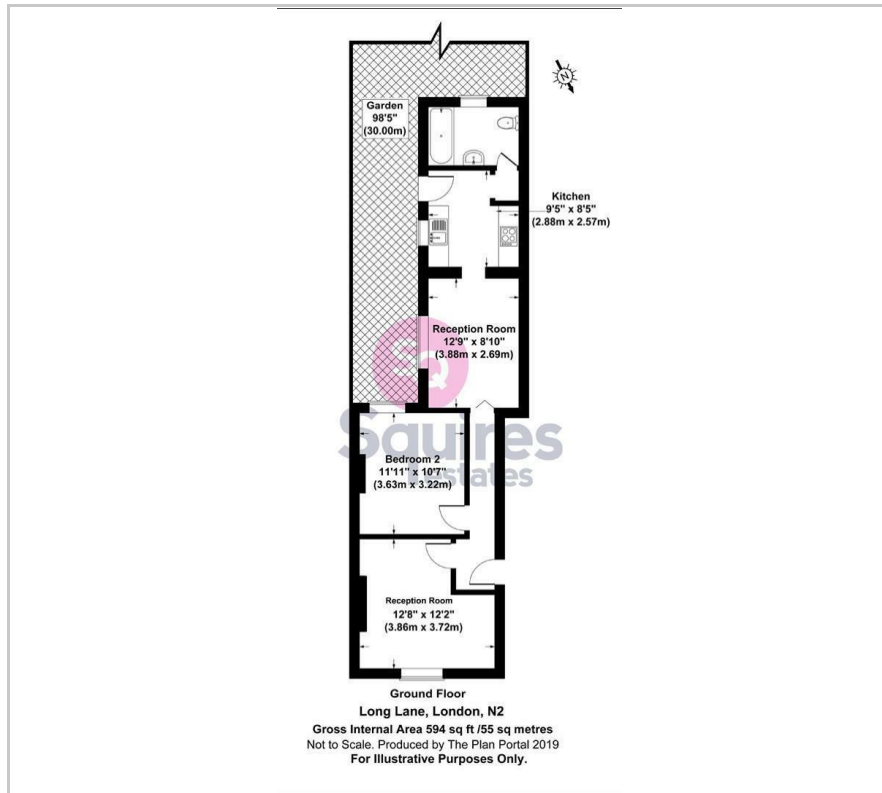 Garden
98'5"
(30.00m)
N
Kitchen
9'5" x 8'5"
(2.88m x 2.57m)
Reception Room
12'9" x 8'10"
(3.88m x 2.69m)
SQ
Squires
estates
Bedroom 2
11'11" x 10'7"
(3.63m x 3.22m)
Reception Room
12'8" x 12'2"
(3.86m x 3.72m)
Ground Floor
Long Lane, London, N2
Gross Internal Area 594 sq ft /55 sq metres
Not to Scale. Produced by The Plan Portal 2019
For Illustrative Purposes Only.